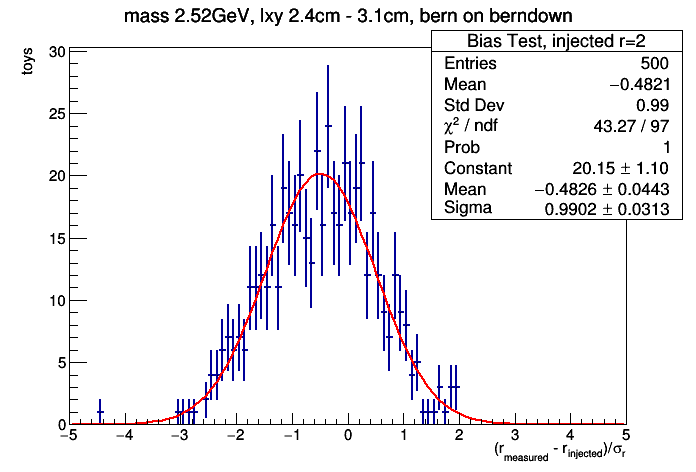 mass 2.52GeV, lxy 2.4cm - 3.1cm, bern on berndown
Bias Test, injected r=2
Entries 500
Mean −0.4821
Std Dev 0.99
χ² / ndf 43.27 / 97
Prob 1
Constant 20.15 ± 1.10
Mean −0.4826 ± 0.0443
Sigma 0.9902 ± 0.0313
toys
30
25
20
15
10
5
0
−5 −4 −3 −2 −1 0 1 2 3 4 5
(r_measured - r_injected)/σ_r